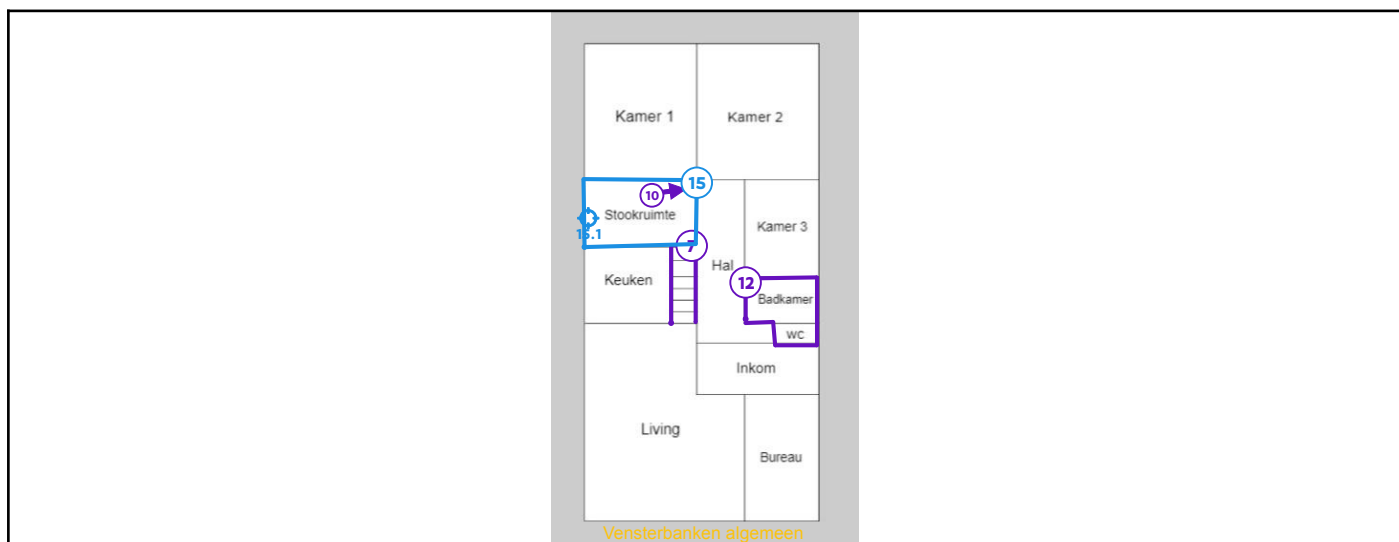 Kamer 1
Kamer 2
15
10
Stookruimte
15.1
Kamer 3
7
Hal
Keuken
12
Badkamer
WC
Inkom
Living
Bureau
Vensterbanken algemeen